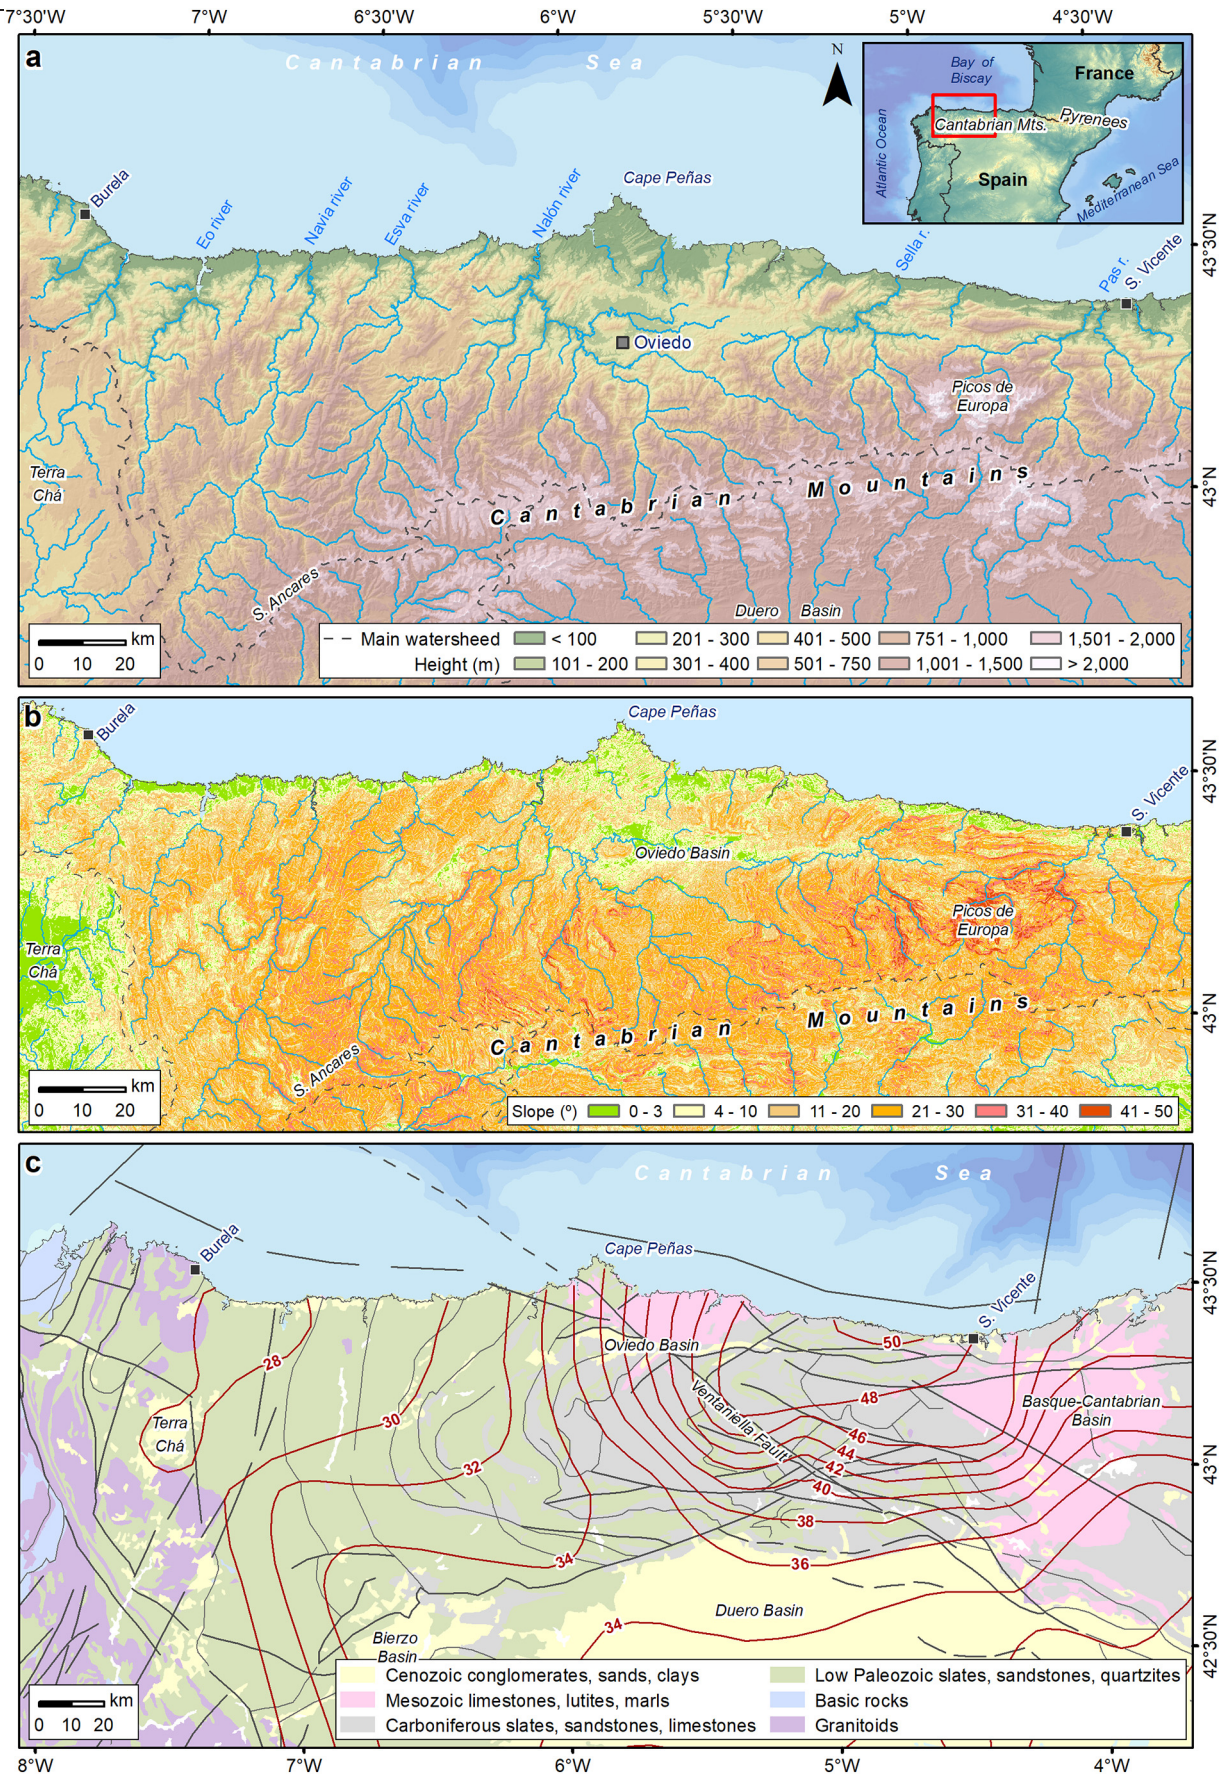 7°30'W 7°W 6°30'W 6°W 5°30'W 5°W 4°30'W
a
Cantabrian Sea
N
Bay of
Biscay
France
Atlantic Ocean
Cantabrian Mts.
Pyrenees
Spain
Mediterranean Sea
Burela
Eo river
Navia river
Esva river
Nalón river
Cape Peñas
Sella r.
Pas r.
S. Vicente
43°30'N
Oviedo
Picos de
Europa
Terra
Chá
Cantabrian Mountains
43°N
S. Ancares
Duero Basin
km
0 10 20
Main watersheed
Height (m)
< 100
101 - 200
201 - 300
301 - 400
401 - 500
501 - 750
751 - 1,000
1,001 - 1,500
1,501 - 2,000
> 2,000
b
Burela
Cape Peñas
43°30'N
S. Vicente
Oviedo Basin
Picos de
Europa
Terra
Chá
Cantabrian Mountains
43°N
S. Ancares
km
0 10 20
Slope (º) 0 - 3 4 - 10 11 - 20 21 - 30 31 - 40 41 - 50
c
Cantabrian Sea
Burela
Cape Peñas
43°30'N
S. Vicente
Oviedo Basin
50
28
Ventaniella Fault
48
Basque-Cantabrian
Basin
Terra
Chá
30
46
44
42
40
32
43°N
38
34
36
Duero Basin
34
Bierzo
Basin
42°30'N
km
0 10 20
Cenozoic conglomerates, sands, clays
Mesozoic limestones, lutites, marls
Carboniferous slates, sandstones, limestones
Low Paleozoic slates, sandstones, quartzites
Basic rocks
Granitoids
8°W 7°W 6°W 5°W 4°W